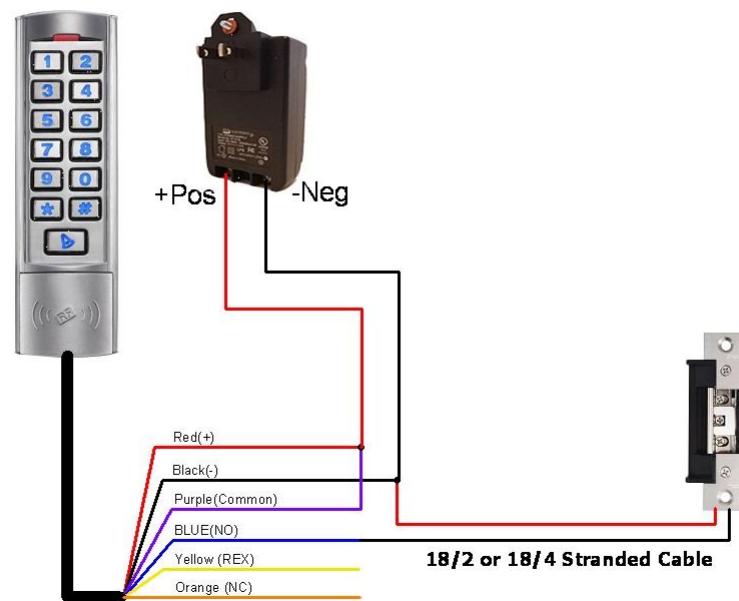 1 2
3 4
5 6
7 8
9 0
* #
+Pos
-Neg
Red(+)
Black(-)
Purple(Common)
BLUE(NO)
18/2 or 18/4 Stranded Cable
Yellow (REX)
Orange (NC)